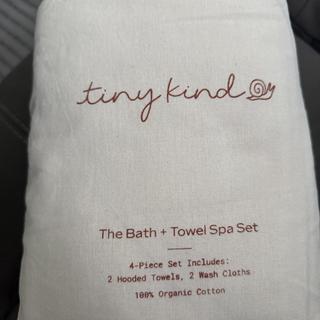 tiny kind
The Bath + Towel Spa Set
4-Piece Set Includes:
2 Hooded Towels, 2 Wash Cloths
100% Organic Cotton